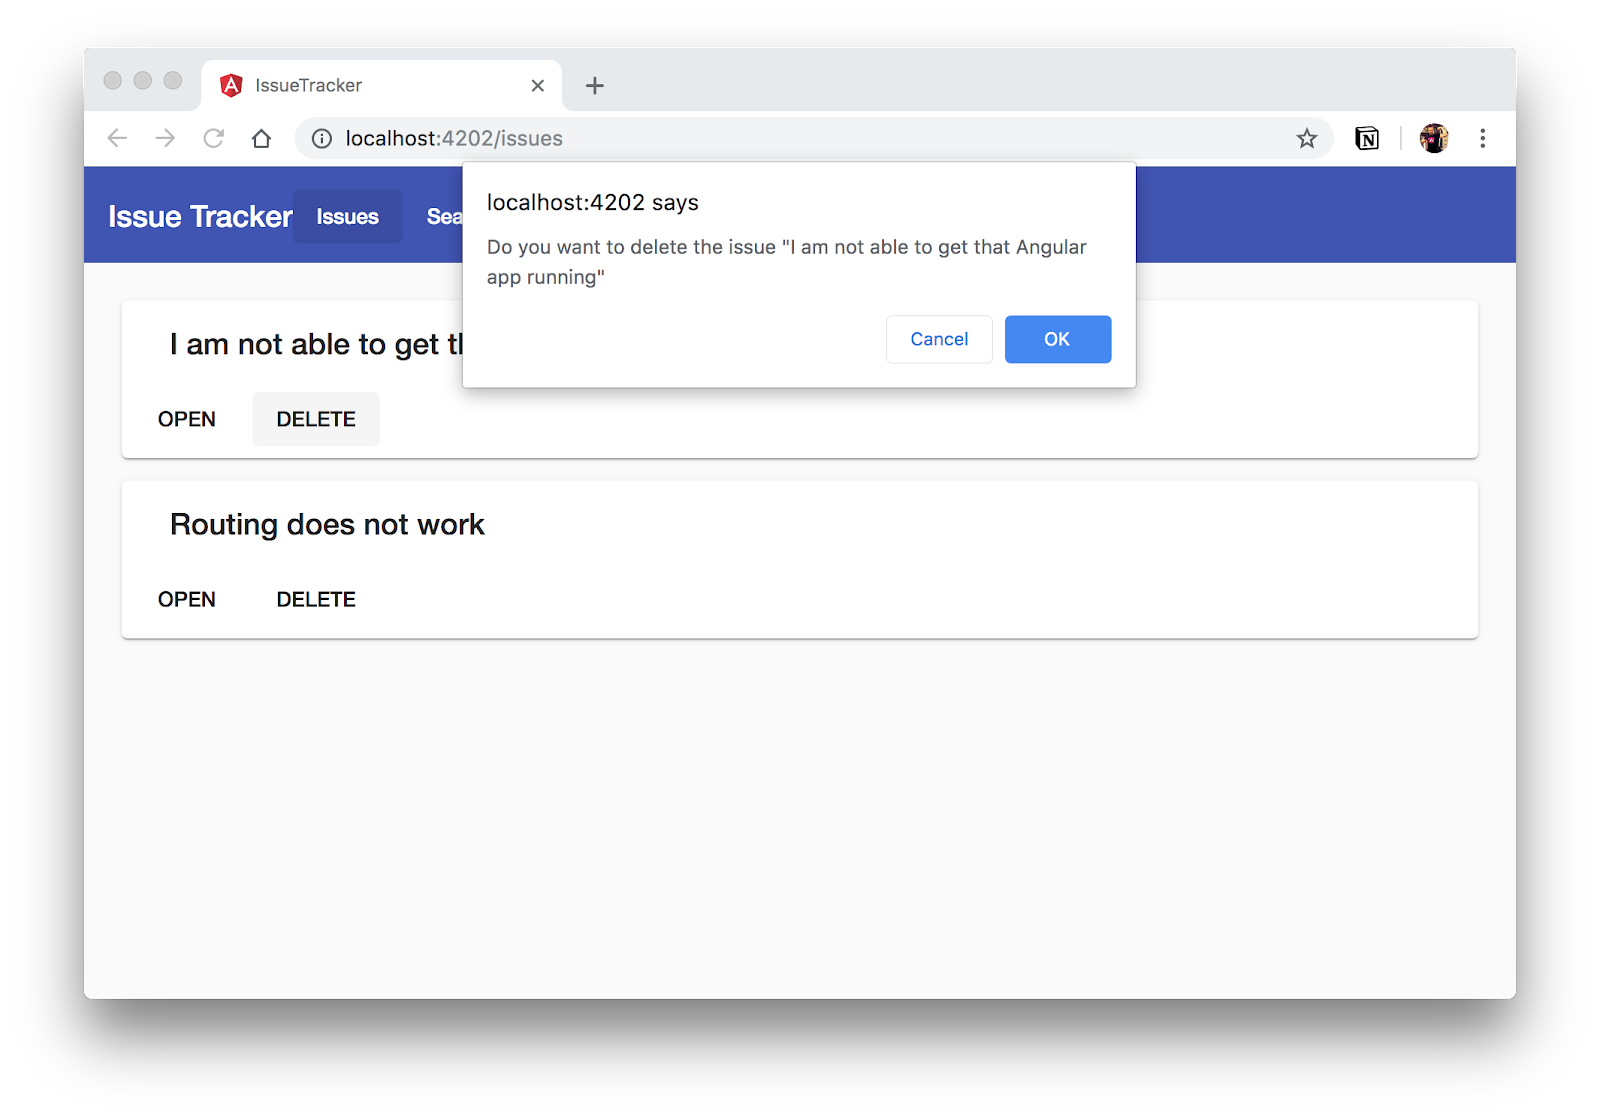 IssueTracker
localhost:4202/issues
Issue Tracker Issues Sea
localhost:4202 says
Do you want to delete the issue "I am not able to get that Angular
app running"
Cancel OK
I am not able to get th
OPEN DELETE
Routing does not work
OPEN DELETE